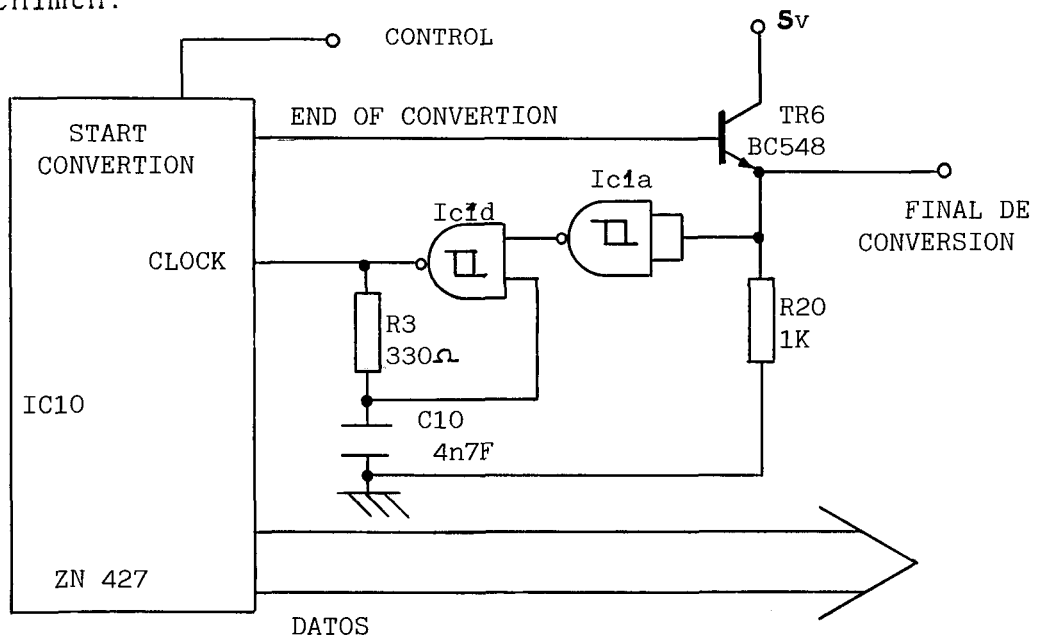 chimen.
5v
CONTROL
START
CONVERTION
END OF CONVERTION
TR6
BC548
Ic1a
Ic1d
FINAL DE
CONVERSION
CLOCK
R3
330Ω
R20
1K
IC10
C10
4n7F
ZN 427
DATOS